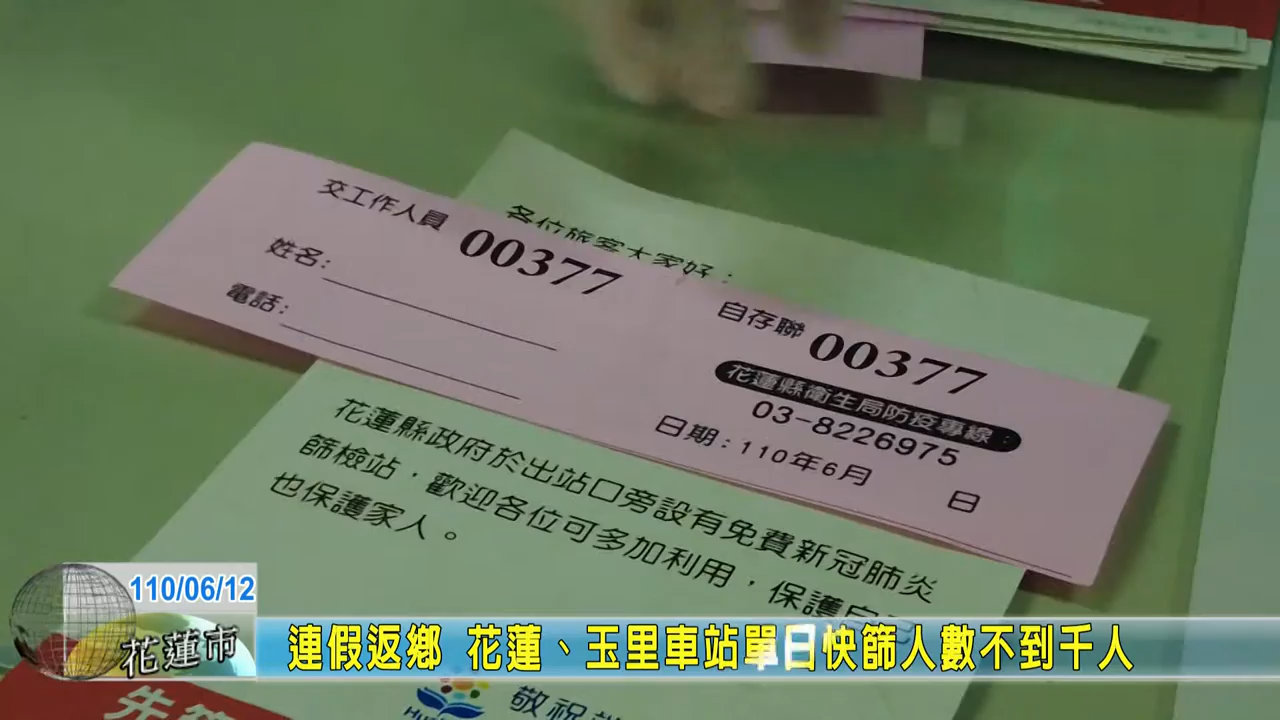 各位旅客大家好：
交工作人員 00377
姓名：
電話：
自存聯 00377
花蓮縣衛生局防疫專線：
03-8226975
日期：110年6月 日
花蓮縣政府於出站口旁設有免費新冠肺炎
篩檢站，歡迎各位可多加利用，保護自己
也保護家人。
110/06/12
花蓮市
連假返鄉 花蓮、玉里車站單日快篩人數不到千人
敬祝
先篩